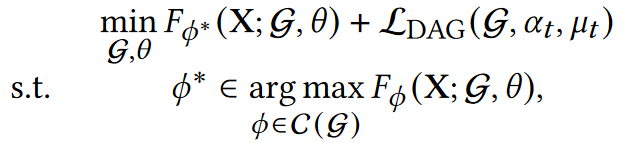 min F_{ϕ*}(X; 𝒢, θ) + ℒ_DAG(𝒢, α_t, μ_t)
𝒢,θ
s.t. ϕ* ∈ arg max F_ϕ(X; 𝒢, θ),
ϕ∈C(𝒢)